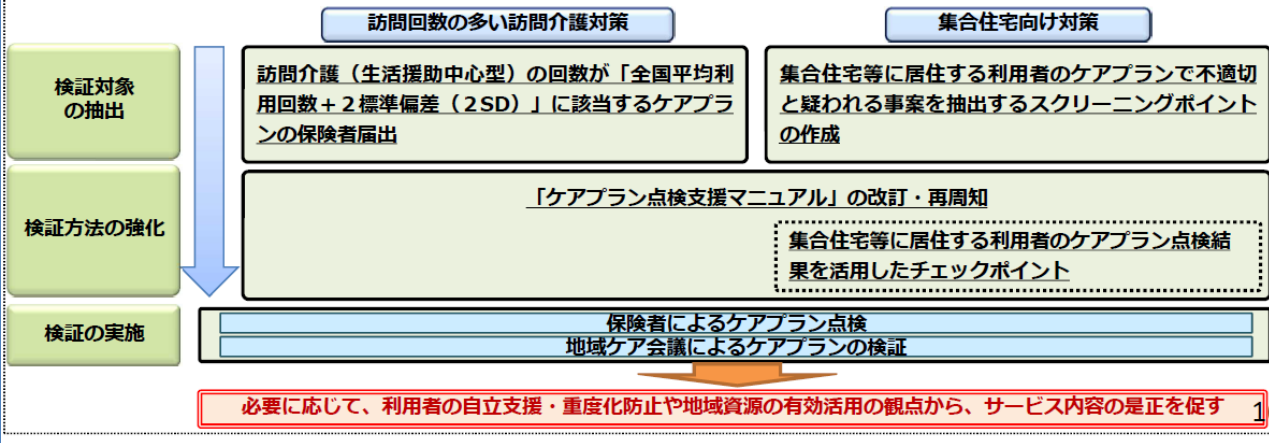 訪問回数の多い訪問介護対策
集合住宅向け対策
検証対象
の抽出
訪問介護（生活援助中心型）の回数が「全国平均利
用回数＋２標準偏差（２SD）」に該当するケアプラ
ンの保険者届出
集合住宅等に居住する利用者のケアプランで不適切
と疑われる事案を抽出するスクリーニングポイント
の作成
検証方法の強化
「ケアプラン点検支援マニュアル」の改訂・再周知
集合住宅等に居住する利用者のケアプラン点検結
果を活用したチェックポイント
検証の実施
保険者によるケアプラン点検
地域ケア会議によるケアプランの検証
必要に応じて、利用者の自立支援・重度化防止や地域資源の有効活用の観点から、サービス内容の是正を促す